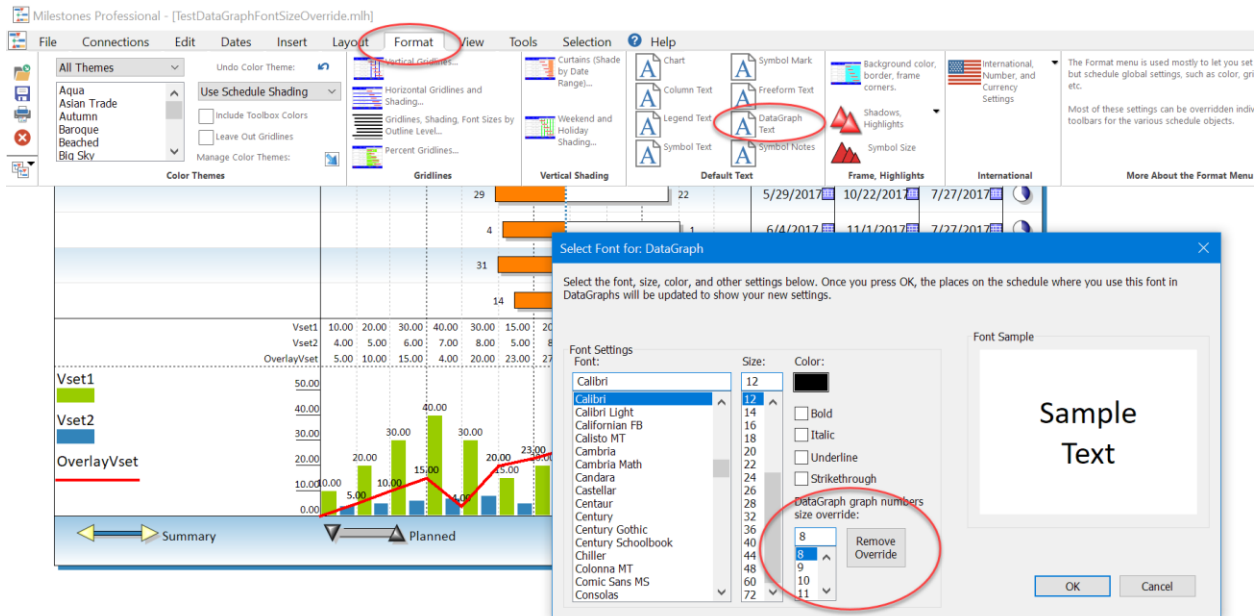 Milestones Professional - [TestDataGraphFontSizeOverride.mlh]
File Connections Edit Dates Insert Layout Format View Tools Selection Help
All Themes
Aqua
Asian Trade
Autumn
Baroque
Beached
Big Sky
Undo Color Theme:
Use Schedule Shading
Include Toolbox Colors
Leave Out Gridlines
Manage Color Themes:
Color Themes
Vertical Gridlines...
Horizontal Gridlines and
Shading...
Gridlines, Shading, Font Sizes by
Outline Level...
Percent Gridlines...
Gridlines
Curtains (Shade
by Date
Range)...
Weekend and
Holiday
Shading...
Vertical Shading
Chart
Column Text
Legend Text
Symbol Text
Symbol Mark
Freeform Text
DataGraph
Text
Symbol Notes
Default Text
Background color,
border, frame
corners.
Shadows,
Highlights
Symbol Size
Frame, Highlights
International,
Number, and
Currency
Settings
International
The Format menu is used mostly to let you set
but schedule global settings, such as color, gri
etc.
Most of these settings can be overridden indiv
toolbars for the various schedule objects.
More About the Format Menu
29 22 5/29/2017 10/22/2017 7/27/2017
4 1 6/4/2017 11/1/2017 7/27/2017
31
14
Vset1 10.00 20.00 30.00 40.00 30.00 15.00 20
Vset2 4.00 5.00 6.00 7.00 8.00 5.00 8
OverlayVset 5.00 10.00 15.00 4.00 20.00 23.00 27
Vset1
Vset2
OverlayVset
50.00
40.00
30.00
20.00
10.00
0.00
10.00
5.00
20.00
10.00
30.00
15.00
40.00
4.00
30.00
20.00
15.00
23.00
20.00
Summary
Planned
Select Font for: DataGraph
Select the font, size, color, and other settings below. Once you press OK, the places on the schedule where you use this font in
DataGraphs will be updated to show your new settings.
Font Settings
Font:
Calibri
Calibri
Calibri Light
Californian FB
Calisto MT
Cambria
Cambria Math
Candara
Castellar
Centaur
Century
Century Gothic
Century Schoolbook
Chiller
Colonna MT
Comic Sans MS
Consolas
Size:
12
12
14
16
18
20
22
24
26
28
32
36
40
44
48
60
72
Color:
Bold
Italic
Underline
Strikethrough
DataGraph graph numbers
size override:
8
8
9
10
11
Remove
Override
Font Sample
Sample
Text
OK
Cancel